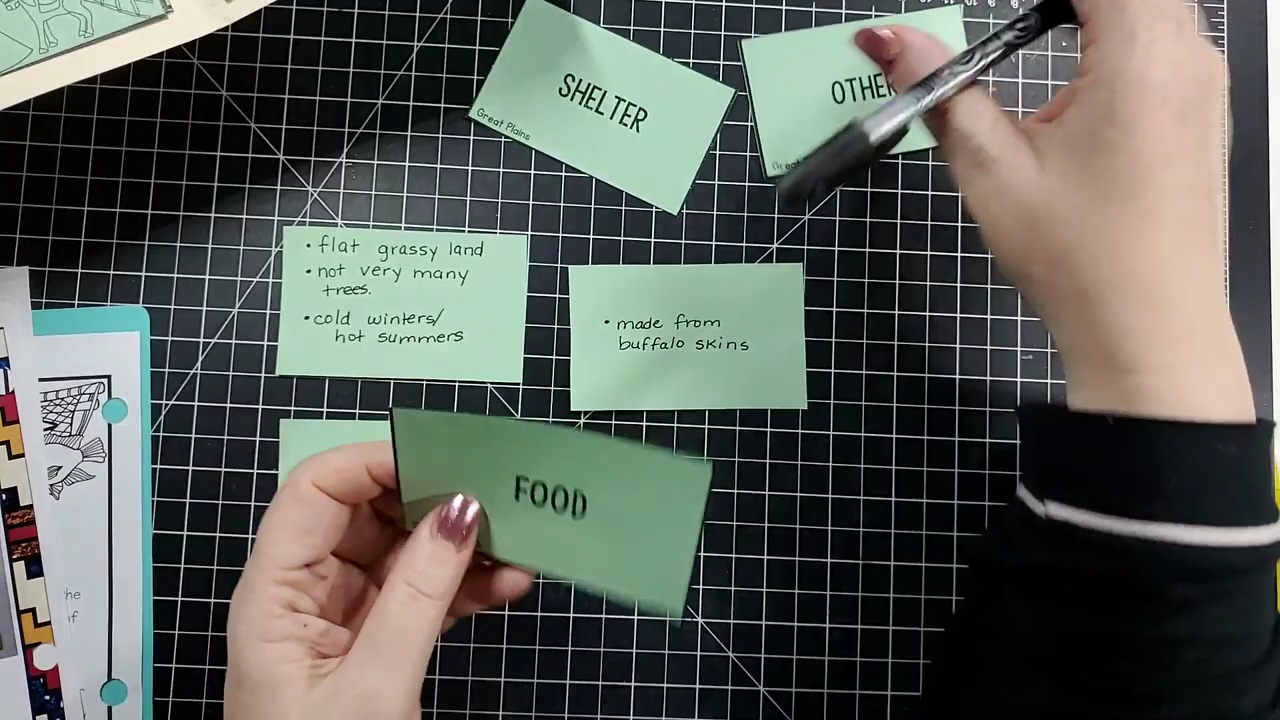 SHELTER
Great Plains
OTHER
• flat grassy land
• not very many
trees.
• cold winters/
hot summers
• made from
buffalo skins
FOOD